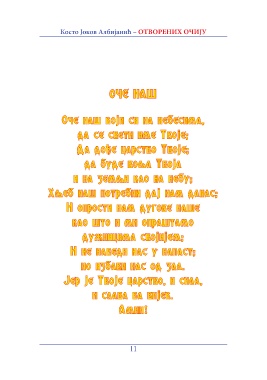 Косто Јоков Албијанић – ОТВОРЕНИХ ОЧИЈУ
ОЧЕ НАШ
Оче наш који си на небесима,
да се свети име Твоје;
Да дође царство Твоје;
да буде воља Твоја
и на земљи као на небу;
Хљеб наш потребни дај нам данас;
И опрости нам дугове наше
као што и ми опраштамо
дужницима својијем;
И не наведи нас у напаст;
но избави нас од зла.
Јер је Твоје царство, и сила,
и слава ва вијек.
Амин!
11